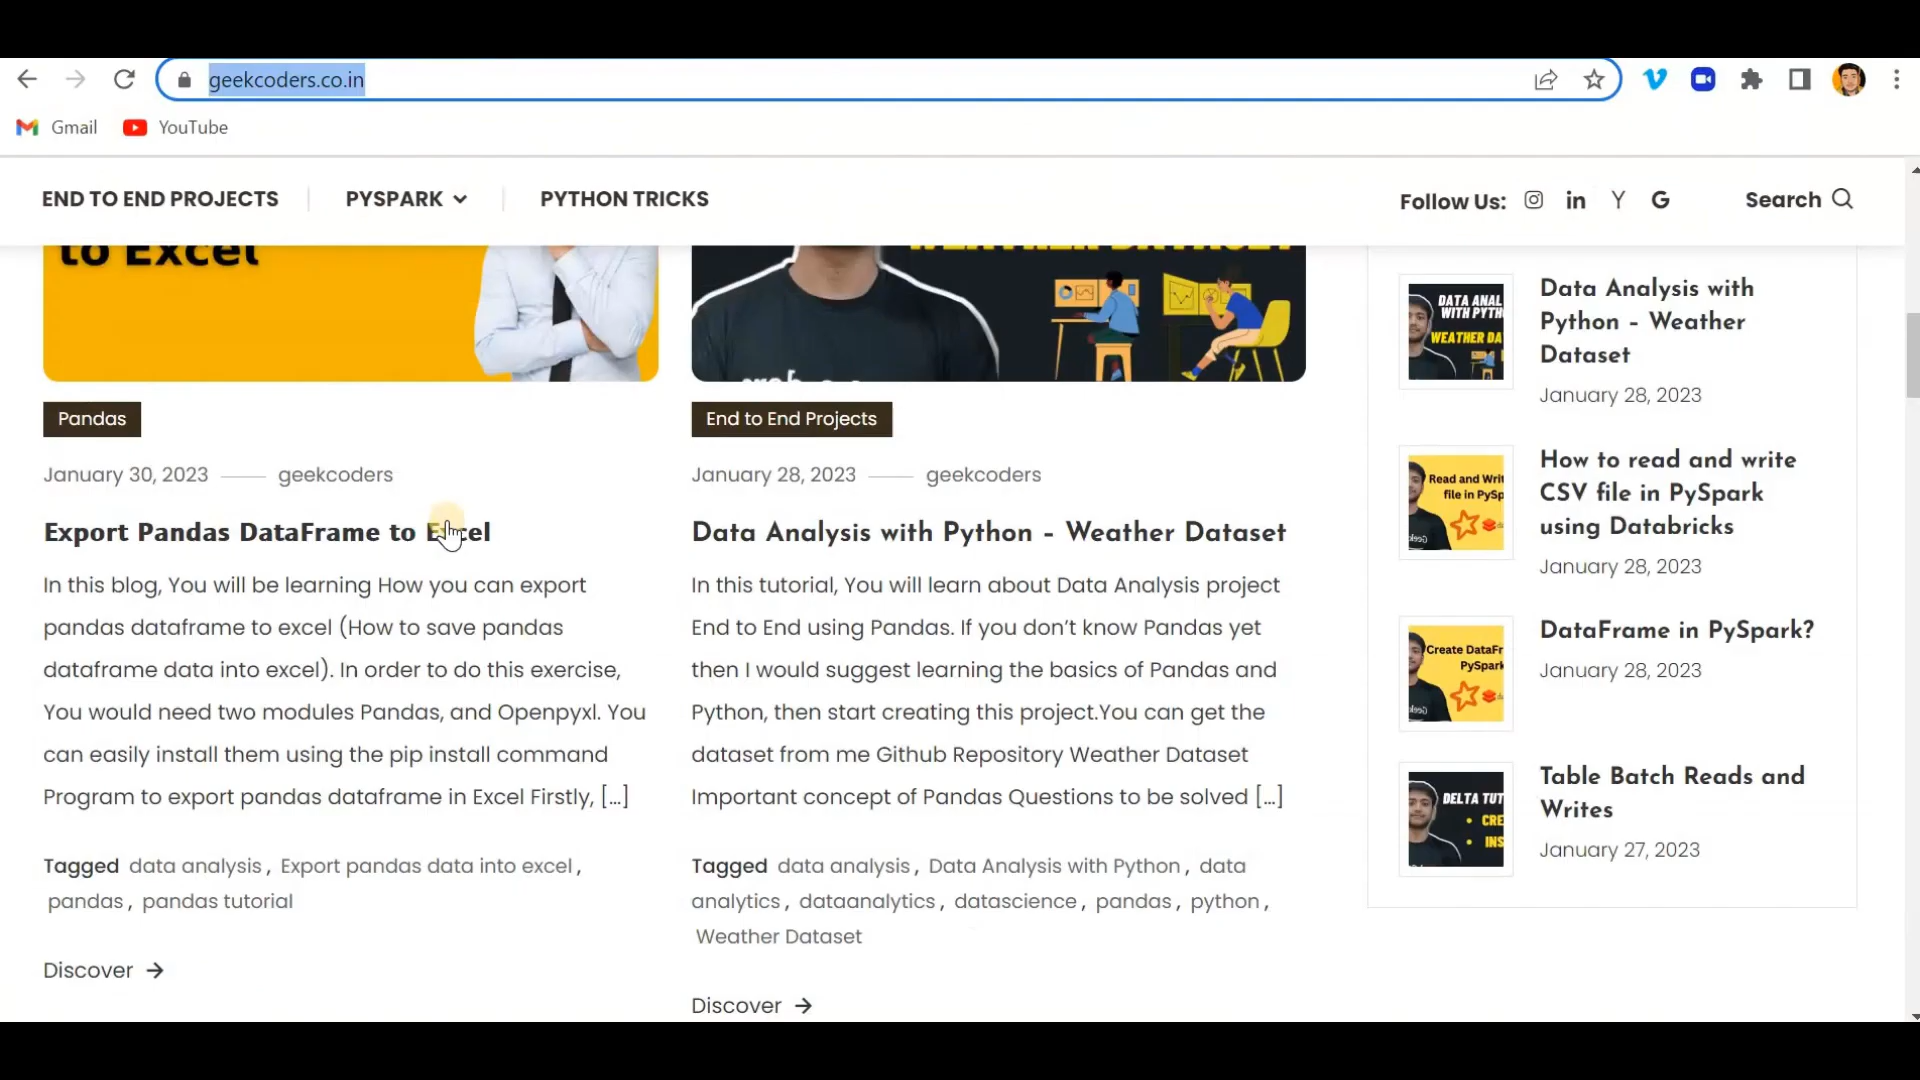 geekcoders.co.in
Gmail YouTube
END TO END PROJECTS PYSPARK PYTHON TRICKS Follow Us: Search
to Excel
Pandas
January 30, 2023 geekcoders
Export Pandas DataFrame to Excel
In this blog, You will be learning How you can export
pandas dataframe to excel (How to save pandas
dataframe data into excel). In order to do this exercise,
You would need two modules Pandas, and Openpyxl. You
can easily install them using the pip install command
Program to export pandas dataframe in Excel Firstly, [...]
Tagged data analysis, Export pandas data into excel,
pandas, pandas tutorial
Discover →
WEATHER DATASET
End to End Projects
January 28, 2023 geekcoders
Data Analysis with Python – Weather Dataset
In this tutorial, You will learn about Data Analysis project
End to End using Pandas. If you don't know Pandas yet
then I would suggest learning the basics of Pandas and
Python, then start creating this project.You can get the
dataset from me Github Repository Weather Dataset
Important concept of Pandas Questions to be solved [...]
Tagged data analysis, Data Analysis with Python, data
analytics, dataanalytics, datascience, pandas, python,
Weather Dataset
Discover →
DATA ANAL
WITH PYTH
WEATHER DA
Data Analysis with
Python – Weather
Dataset
January 28, 2023
Read and Writ
file in PySp
How to read and write
CSV file in PySpark
using Databricks
January 28, 2023
Create DataFr
PySpark
DataFrame in PySpark?
January 28, 2023
DELTA TUT
• CRE
• INS
Table Batch Reads and
Writes
January 27, 2023